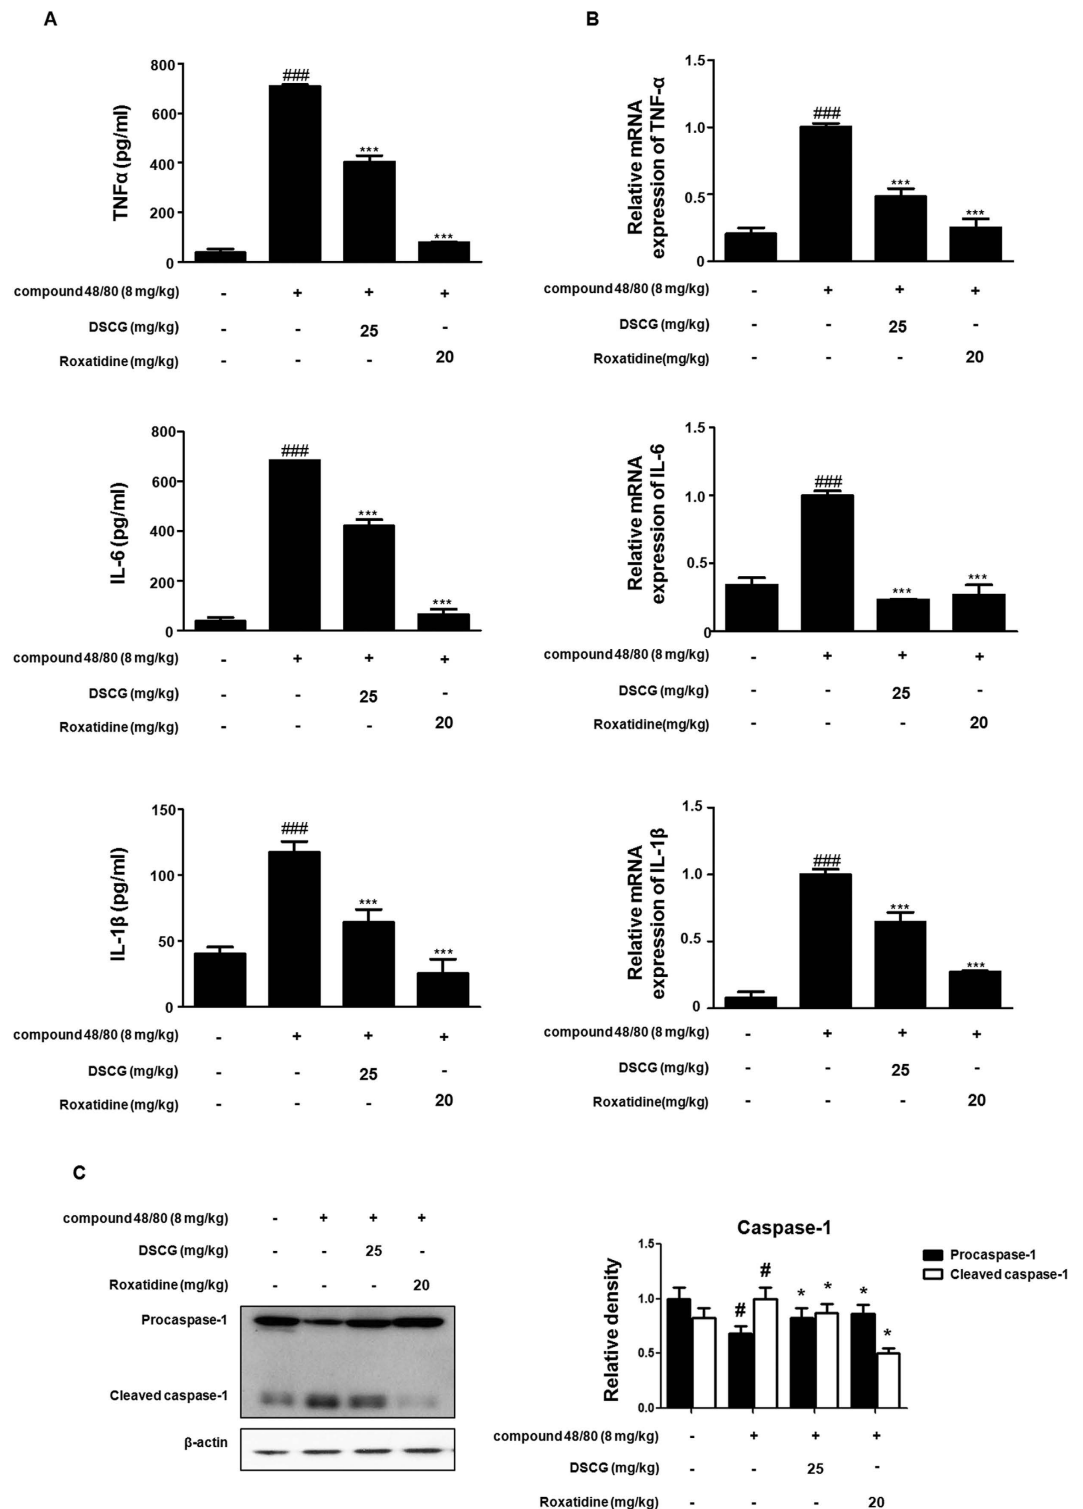 A
B
TNFα (pg/ml)
800
600
400
200
0
###
***
***
compound 48/80 (8 mg/kg) - + + +
DSCG (mg/kg) - - 25 -
Roxatidine (mg/kg) - - - 20
Relative mRNA
expression of TNF-α
1.5
1.0
0.5
0
###
***
***
compound 48/80 (8 mg/kg) - + + +
DSCG (mg/kg) - - 25 -
Roxatidine(mg/kg) - - - 20
IL-6 (pg/ml)
800
600
400
200
0
###
***
***
compound 48/80 (8 mg/kg) - + + +
DSCG (mg/kg) - - 25 -
Roxatidine (mg/kg) - - - 20
Relative mRNA
expression of IL-6
1.5
1.0
0.5
0
###
***
***
compound 48/80 (8 mg/kg) - + + +
DSCG (mg/kg) - - 25 -
Roxatidine(mg/kg) - - - 20
IL-1β (pg/ml)
150
100
50
0
###
***
***
compound 48/80 (8 mg/kg) - + + +
DSCG (mg/kg) - - 25 -
Roxatidine (mg/kg) - - - 20
Relative mRNA
expression of IL-1β
1.5
1.0
0.5
0
###
***
***
compound 48/80 (8 mg/kg) - + + +
DSCG (mg/kg) - - 25 -
Roxatidine(mg/kg) - - - 20
C
compound 48/80 (8 mg/kg) - + + +
DSCG (mg/kg) - - 25 -
Roxatidine (mg/kg) - - - 20
Procaspase-1
Cleaved caspase-1
β-actin
Caspase-1
Relative density
1.5
1.0
0.5
0.0
# # * * * *
Procaspase-1
Cleaved caspase-1
compound 48/80 (8 mg/kg) - + + +
DSCG (mg/kg) - - 25 -
Roxatidine (mg/kg) - - - 20